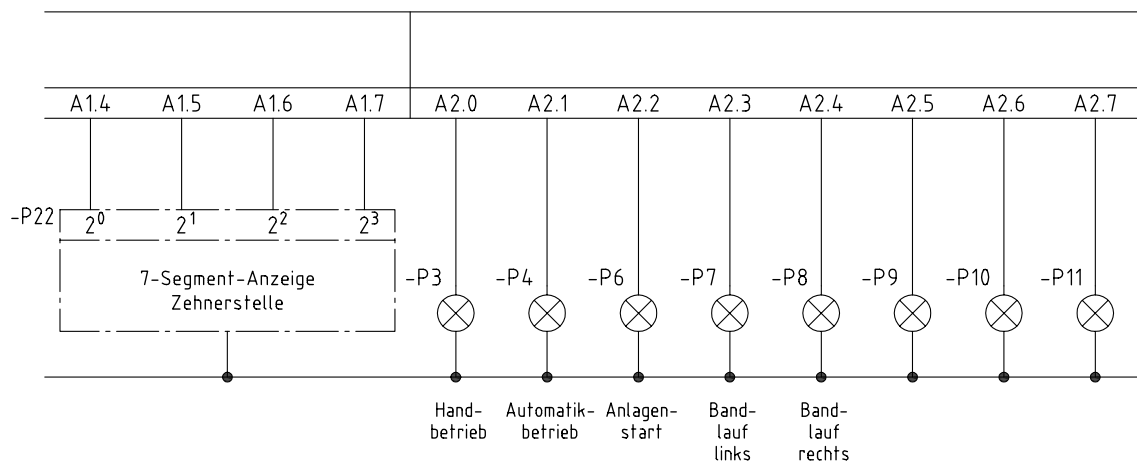 A1.4 A1.5 A1.6 A1.7 A2.0 A2.1 A2.2 A2.3 A2.4 A2.5 A2.6 A2.7
-P22 2⁰ 2¹ 2² 2³
7-Segment-Anzeige
Zehnerstelle
-P3 -P4 -P6 -P7 -P8 -P9 -P10 -P11
Hand-
betrieb
Automatik-
betrieb
Anlagen-
start
Band-
lauf
links
Band-
lauf
rechts